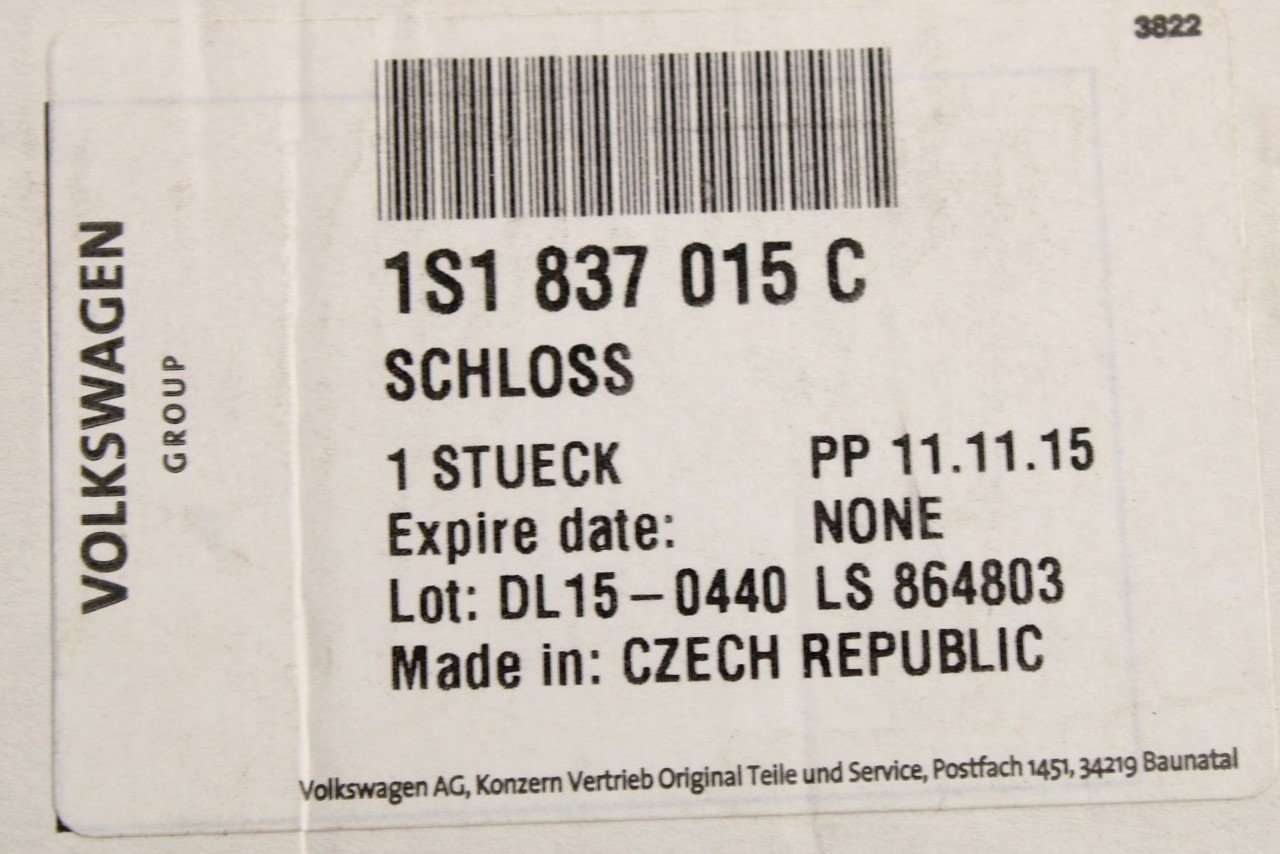 3822
VOLKSWAGEN
GROUP
1S1 837 015 C
SCHLOSS
1 STUECK PP 11.11.15
Expire date: NONE
Lot: DL15-0440 LS 864803
Made in: CZECH REPUBLIC
Volkswagen AG, Konzern Vertrieb Original Teile und Service, Postfach 1451, 34219 Baunatal